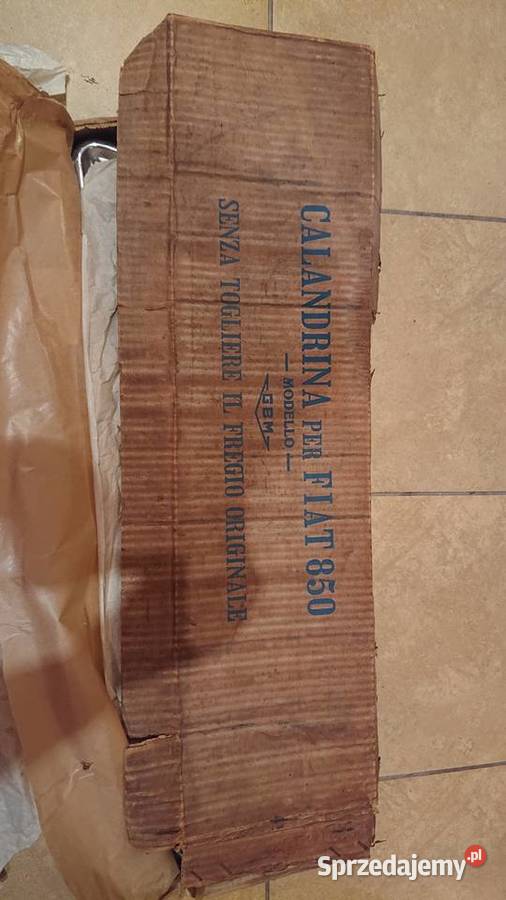 CALANDRINA PER FIAT 850
— MODELLO —
GBM
SENZA TOGLIERE IL FREGIO ORIGINALE
Sprzedajemy.pl